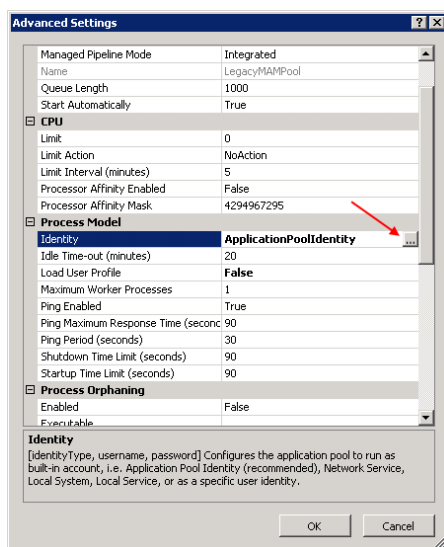 Advanced Settings
Managed Pipeline Mode Integrated
Name LegacyMAMPool
Queue Length 1000
Start Automatically True
CPU
Limit 0
Limit Action NoAction
Limit Interval (minutes) 5
Processor Affinity Enabled False
Processor Affinity Mask 4294967295
Process Model
Identity ApplicationPoolIdentity ...
Idle Time-out (minutes) 20
Load User Profile False
Maximum Worker Processes 1
Ping Enabled True
Ping Maximum Response Time (seconc 90
Ping Period (seconds) 30
Shutdown Time Limit (seconds) 90
Startup Time Limit (seconds) 90
Process Orphaning
Enabled False
Executable
Identity
[identityType, username, password] Configures the application pool to run as
built-in account, i.e. Application Pool Identity (recommended), Network Service,
Local System, Local Service, or as a specific user identity.
OK Cancel